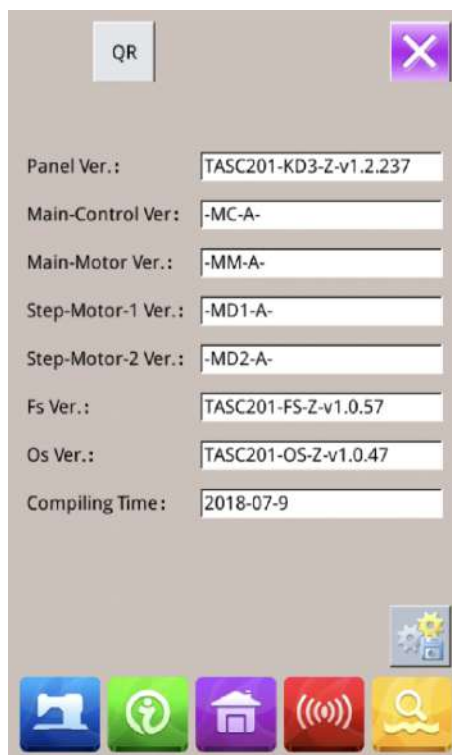 QR
Panel Ver.: TASC201-KD3-Z-v1.2.237
Main-Control Ver: -MC-A-
Main-Motor Ver.: -MM-A-
Step-Motor-1 Ver.: -MD1-A-
Step-Motor-2 Ver.: -MD2-A-
Fs Ver.: TASC201-FS-Z-v1.0.57
Os Ver.: TASC201-OS-Z-v1.0.47
Compiling Time: 2018-07-9